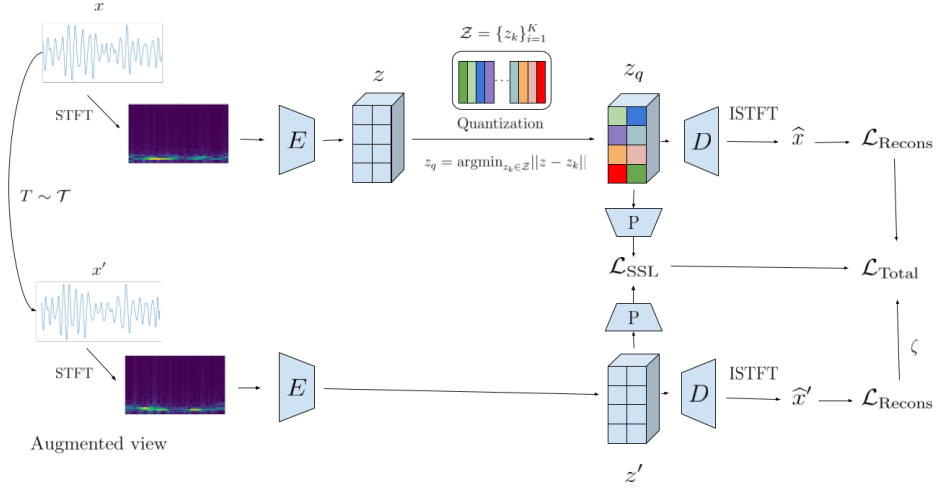 x
STFT
E
z
𝒵 = {z_k}_{i=1}^K
...
Quantization
z_q = argmin_{z_k∈𝒵}||z − z_k||
z_q
D
ISTFT
x̂
ℒ_Recons
T ∼ 𝒯
P
ℒ_SSL
ℒ_Total
P
x′
STFT
E
D
ISTFT
x̂′
ℒ_Recons
ζ
Augmented view
z′